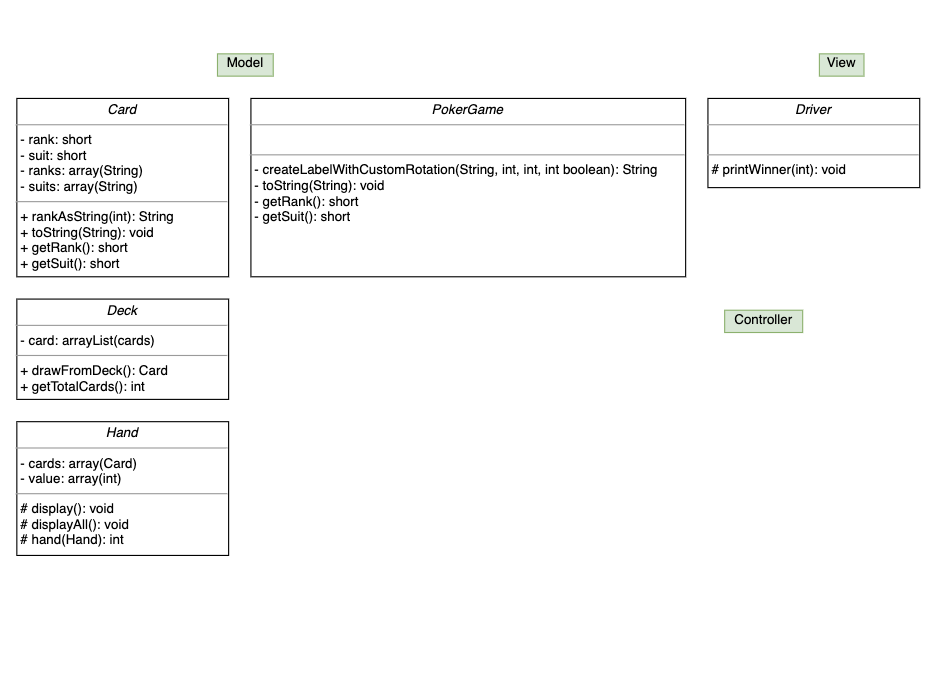 Model
View
Card
- rank: short
- suit: short
- ranks: array(String)
- suits: array(String)
+ rankAsString(int): String
+ toString(String): void
+ getRank(): short
+ getSuit(): short
PokerGame
- createLabelWithCustomRotation(String, int, int, int boolean): String
- toString(String): void
- getRank(): short
- getSuit(): short
Driver
# printWinner(int): void
Deck
- card: arrayList(cards)
+ drawFromDeck(): Card
+ getTotalCards(): int
Controller
Hand
- cards: array(Card)
- value: array(int)
# display(): void
# displayAll(): void
# hand(Hand): int